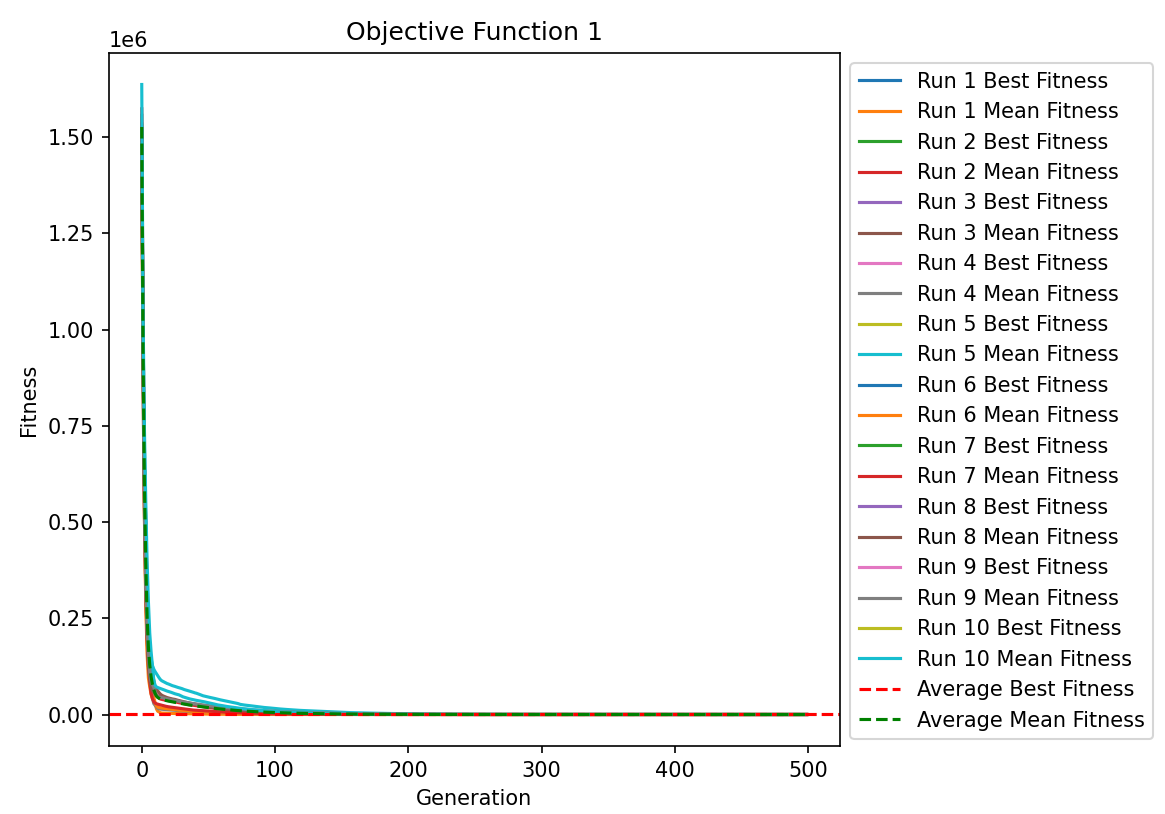 Objective Function 1
1e6
1.50
1.25
1.00
0.75
0.50
0.25
0.00
Fitness
0 100 200 300 400 500
Generation
Run 1 Best Fitness
Run 1 Mean Fitness
Run 2 Best Fitness
Run 2 Mean Fitness
Run 3 Best Fitness
Run 3 Mean Fitness
Run 4 Best Fitness
Run 4 Mean Fitness
Run 5 Best Fitness
Run 5 Mean Fitness
Run 6 Best Fitness
Run 6 Mean Fitness
Run 7 Best Fitness
Run 7 Mean Fitness
Run 8 Best Fitness
Run 8 Mean Fitness
Run 9 Best Fitness
Run 9 Mean Fitness
Run 10 Best Fitness
Run 10 Mean Fitness
Average Best Fitness
Average Mean Fitness